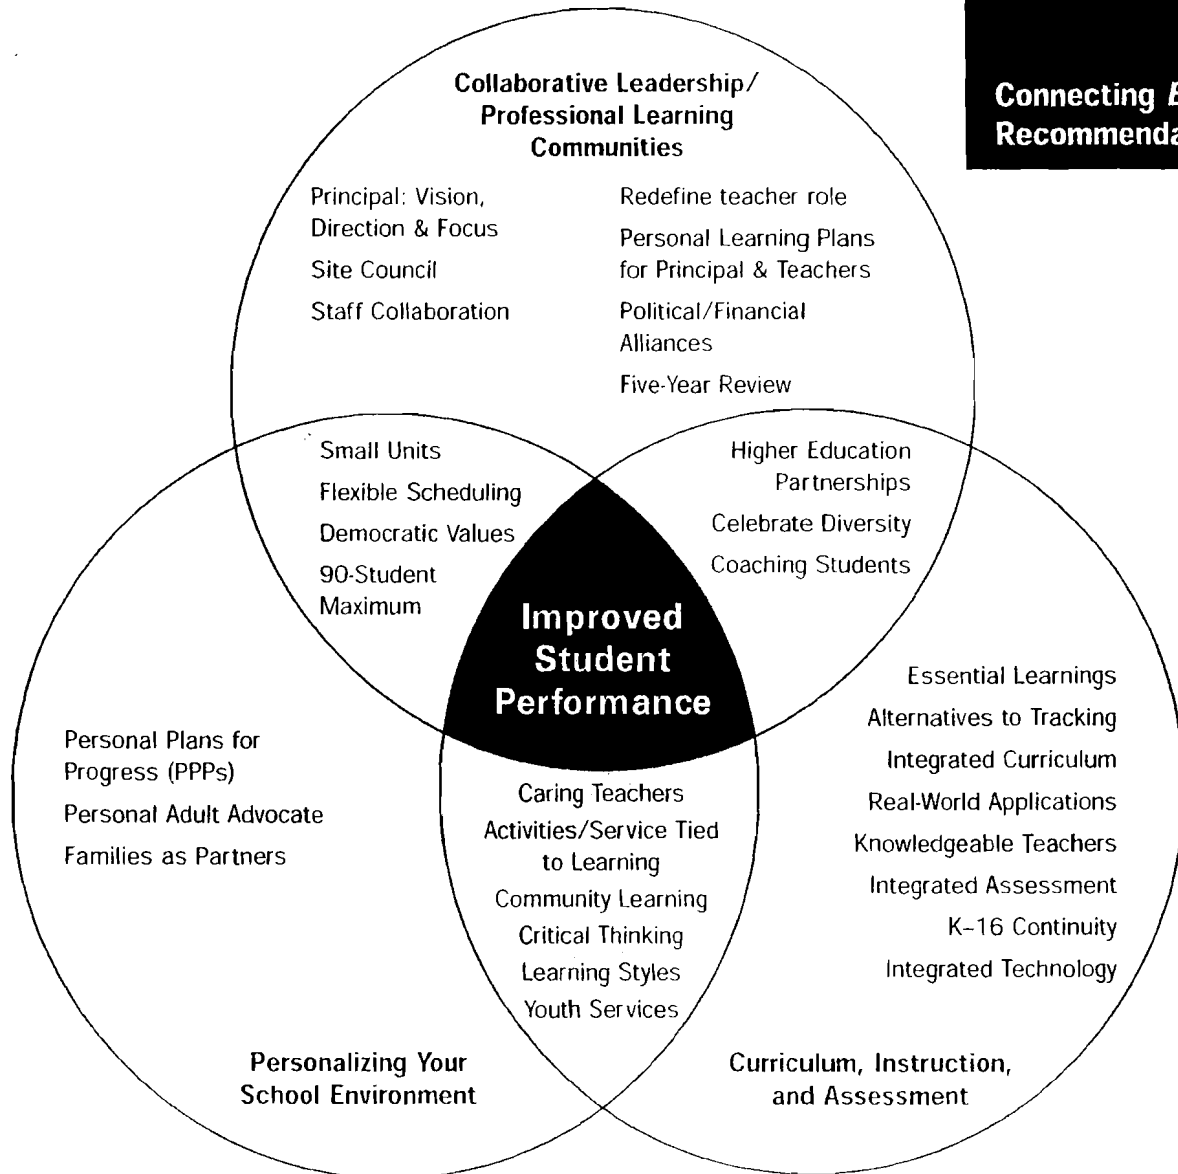 Connecting
Recommenda
Collaborative Leadership/
Professional Learning
Communities
Principal: Vision,
Direction & Focus
Site Council
Staff Collaboration
Redefine teacher role
Personal Learning Plans
for Principal & Teachers
Political/Financial
Alliances
Five-Year Review
Small Units
Flexible Scheduling
Democratic Values
90-Student
Maximum
Higher Education
Partnerships
Celebrate Diversity
Coaching Students
Improved
Student
Performance
Personal Plans for
Progress (PPPs)
Personal Adult Advocate
Families as Partners
Caring Teachers
Activities/Service Tied
to Learning
Community Learning
Critical Thinking
Learning Styles
Youth Services
Essential Learnings
Alternatives to Tracking
Integrated Curriculum
Real-World Applications
Knowledgeable Teachers
Integrated Assessment
K–16 Continuity
Integrated Technology
Personalizing Your
School Environment
Curriculum, Instruction,
and Assessment